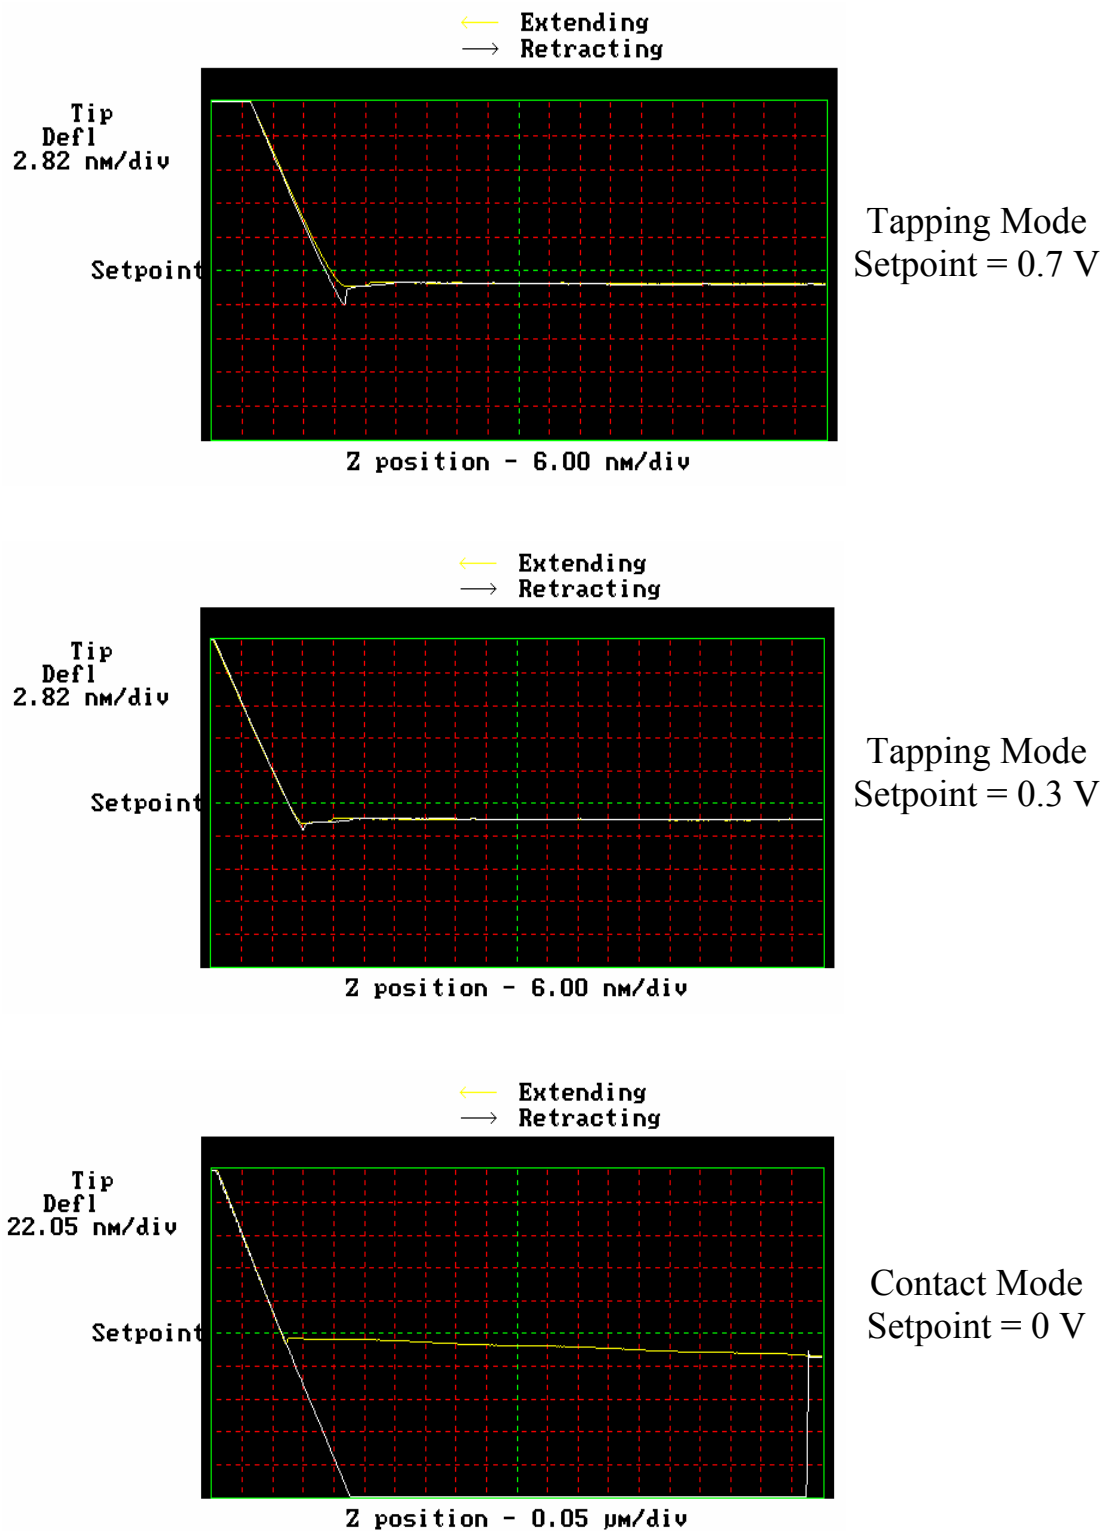 Extending
Retracting
Tip
Defl
2.82 nm/div
Setpoint
Z position - 6.00 nm/div
Tapping Mode
Setpoint = 0.7 V
Extending
Retracting
Tip
Defl
2.82 nm/div
Setpoint
Z position - 6.00 nm/div
Tapping Mode
Setpoint = 0.3 V
Extending
Retracting
Tip
Defl
22.05 nm/div
Setpoint
Z position - 0.05 µm/div
Contact Mode
Setpoint = 0 V